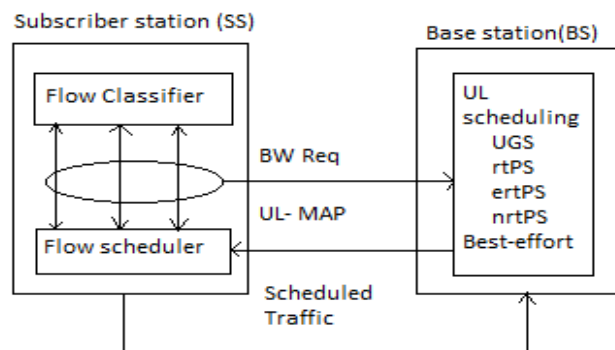 Subscriber station (SS)
Base station(BS)
Flow Classifier
UL
scheduling
UGS
rtPS
ertPS
nrtPS
Best-effort
BW Req
UL- MAP
Flow scheduler
Scheduled
Traffic